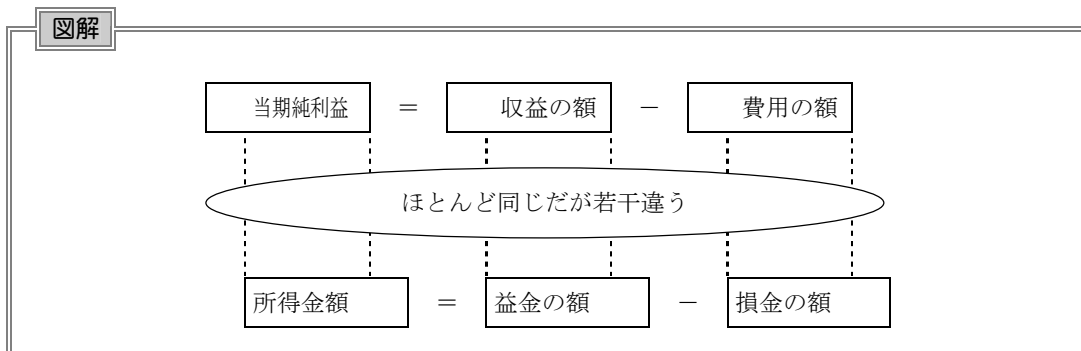 図解
当期純利益 ＝ 収益の額 － 費用の額
ほとんど同じだが若干違う
所得金額 ＝ 益金の額 － 損金の額